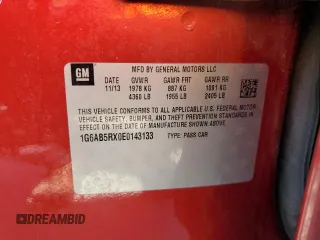 GM
MFD BY GENERAL MOTORS LLC
DATE GVWR GAWR FRT GAWR RR
11/13 1978 KG 887 KG 1091 KG
4360 LB 1955 LB 2405 LB
THIS VEHICLE CONFORMS TO ALL APPLICABLE U.S. FEDERAL MOTOR
VEHICLE SAFETY, BUMPER, AND THEFT PREVENTION STANDARDS IN
EFFECT ON THE DATE OF MANUFACTURE SHOWN ABOVE.
1G6AB5RX0E0143133 TYPE: PASS CAR
DREAMBID